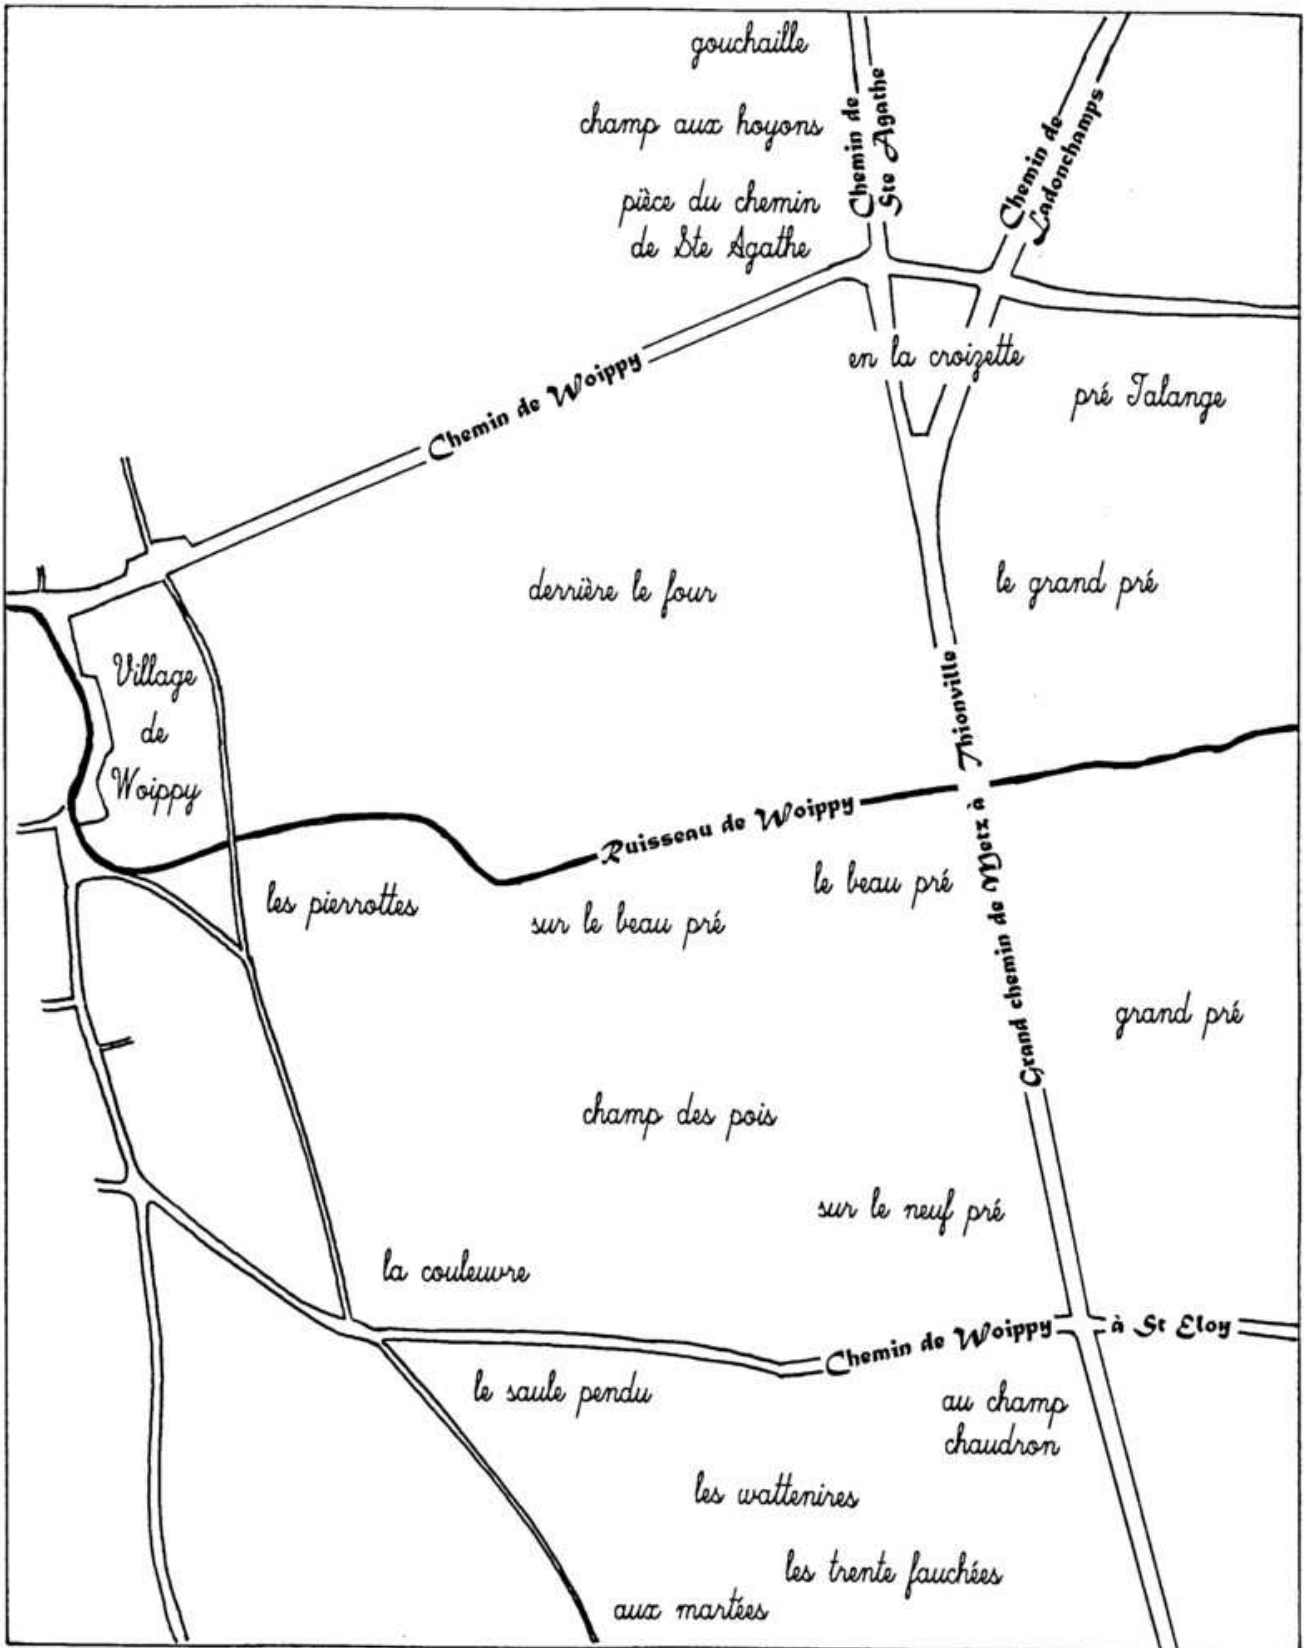 gouchaille
champ aux hoyons
pièce du chemin
de Ste Agathe
Chemin de
Ste Agathe
Chemin de
Ladonchamps
Chemin de Woippy
en la croizette
pré Talange
derrière le four
le grand pré
Village
de
Woippy
Grand chemin de Metz à Thionville
Ruisseau de Woippy
les pierrottes
sur le beau pré
le beau pré
grand pré
champ des pois
sur le neuf pré
la couleuvre
Chemin de Woippy à St Eloy
le saule pendu
au champ
chaudron
les wattenires
les trente fauchées
aux martées